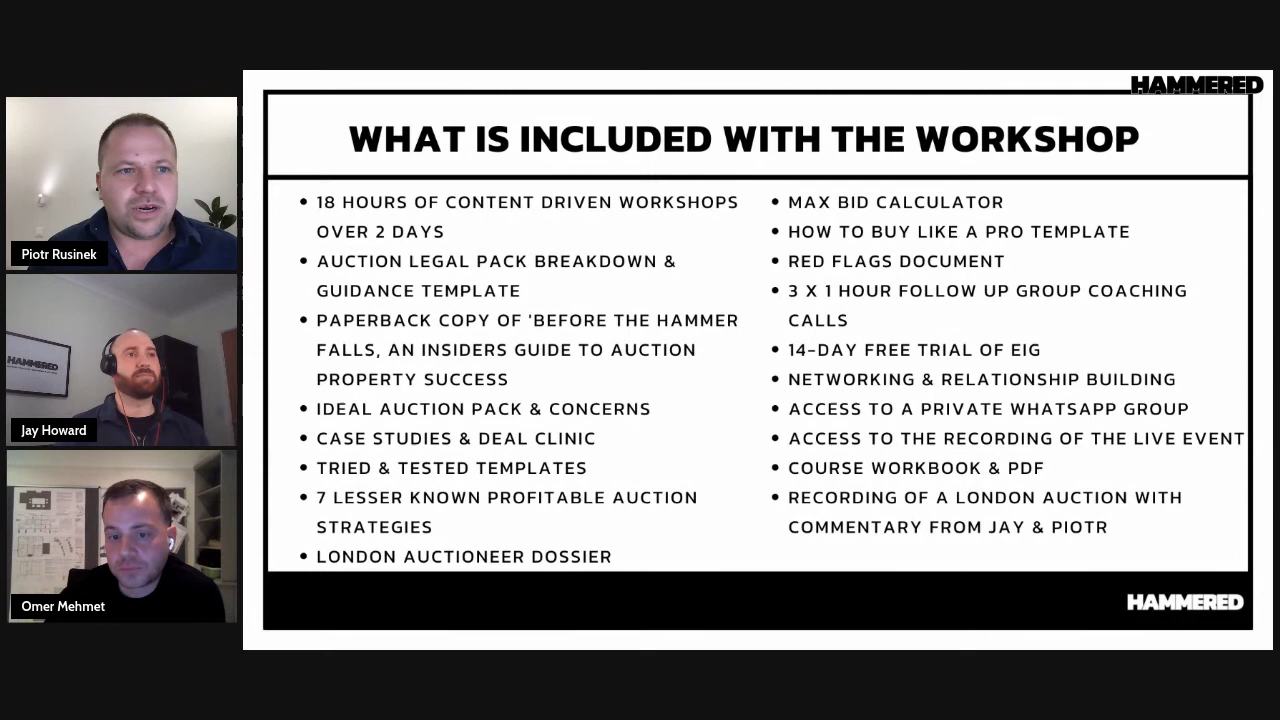 HAMMERED
WHAT IS INCLUDED WITH THE WORKSHOP
• 18 HOURS OF CONTENT DRIVEN WORKSHOPS
OVER 2 DAYS
• AUCTION LEGAL PACK BREAKDOWN &
GUIDANCE TEMPLATE
• PAPERBACK COPY OF 'BEFORE THE HAMMER
FALLS, AN INSIDERS GUIDE TO AUCTION
PROPERTY SUCCESS
• IDEAL AUCTION PACK & CONCERNS
• CASE STUDIES & DEAL CLINIC
• TRIED & TESTED TEMPLATES
• 7 LESSER KNOWN PROFITABLE AUCTION
STRATEGIES
• LONDON AUCTIONEER DOSSIER
• MAX BID CALCULATOR
• HOW TO BUY LIKE A PRO TEMPLATE
• RED FLAGS DOCUMENT
• 3 X 1 HOUR FOLLOW UP GROUP COACHING
CALLS
• 14-DAY FREE TRIAL OF EIG
• NETWORKING & RELATIONSHIP BUILDING
• ACCESS TO A PRIVATE WHATSAPP GROUP
• ACCESS TO THE RECORDING OF THE LIVE EVENT
• COURSE WORKBOOK & PDF
• RECORDING OF A LONDON AUCTION WITH
COMMENTARY FROM JAY & PIOTR
HAMMERED
Piotr Rusinek
HAMMERED
Jay Howard
Omer Mehmet